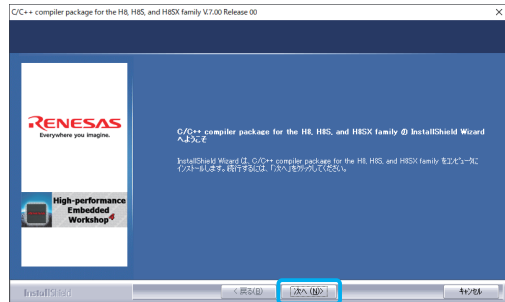 C/C++ compiler package for the H8, H8S, and H8SX family V.7.00 Release 00
RENESAS
Everywhere you imagine.
C/C++ compiler package for the H8, H8S, and H8SX family の InstallShield Wizard
へようこそ
InstallShield Wizard は、C/C++ compiler package for the H8, H8S, and H8SX family をコンピュータに
インストールします。続行するには、「次へ」をクリックしてください。
High-performance
Embedded
Workshop 4
InstallShield
< 戻る(B)
次へ(N)>
キャンセル